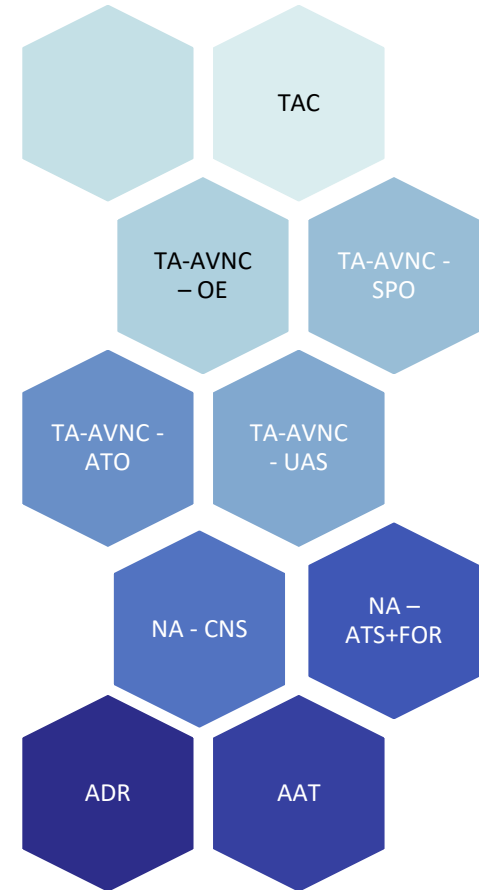 TAC
TA-AVNC
– OE
TA-AVNC -
SPO
TA-AVNC -
ATO
TA-AVNC
- UAS
NA - CNS
NA –
ATS+FOR
ADR
AAT